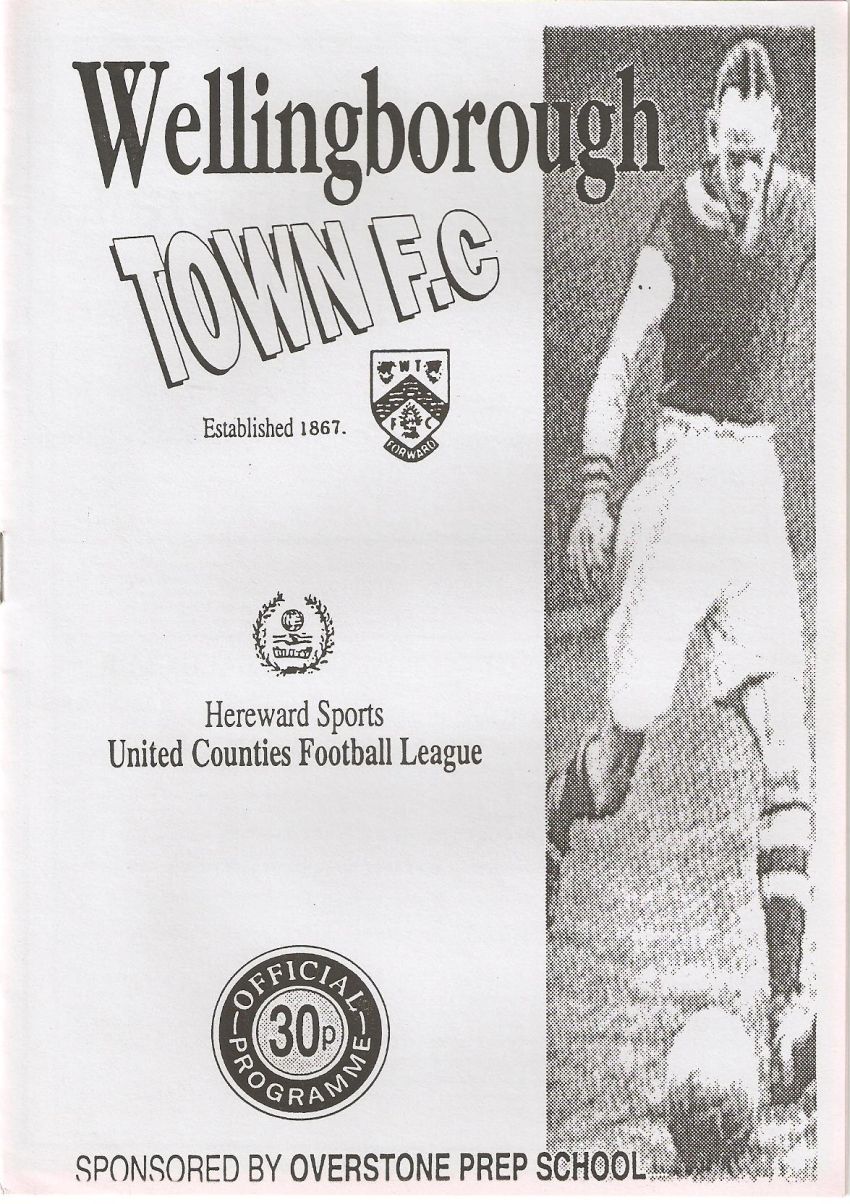 Wellingborough
TOWN F.C
W T
F C
FORWARD
Established 1867.
Hereward Sports
United Counties Football League
OFFICIAL
30p
PROGRAMME
SPONSORED BY OVERSTONE PREP SCHOOL